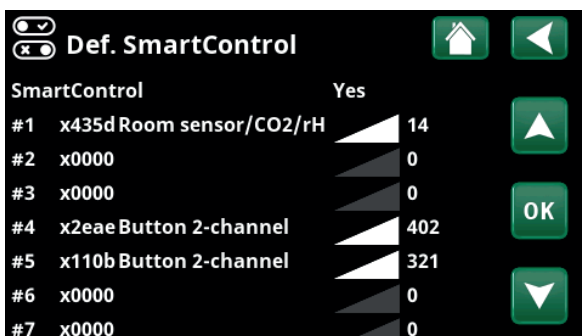 Def. SmartControl
SmartControl Yes
#1 x435d Room sensor/CO2/rH 14
#2 x0000 0
#3 x0000 0
#4 x2eae Button 2-channel 402
OK
#5 x110b Button 2-channel 321
#6 x0000 0
#7 x0000 0